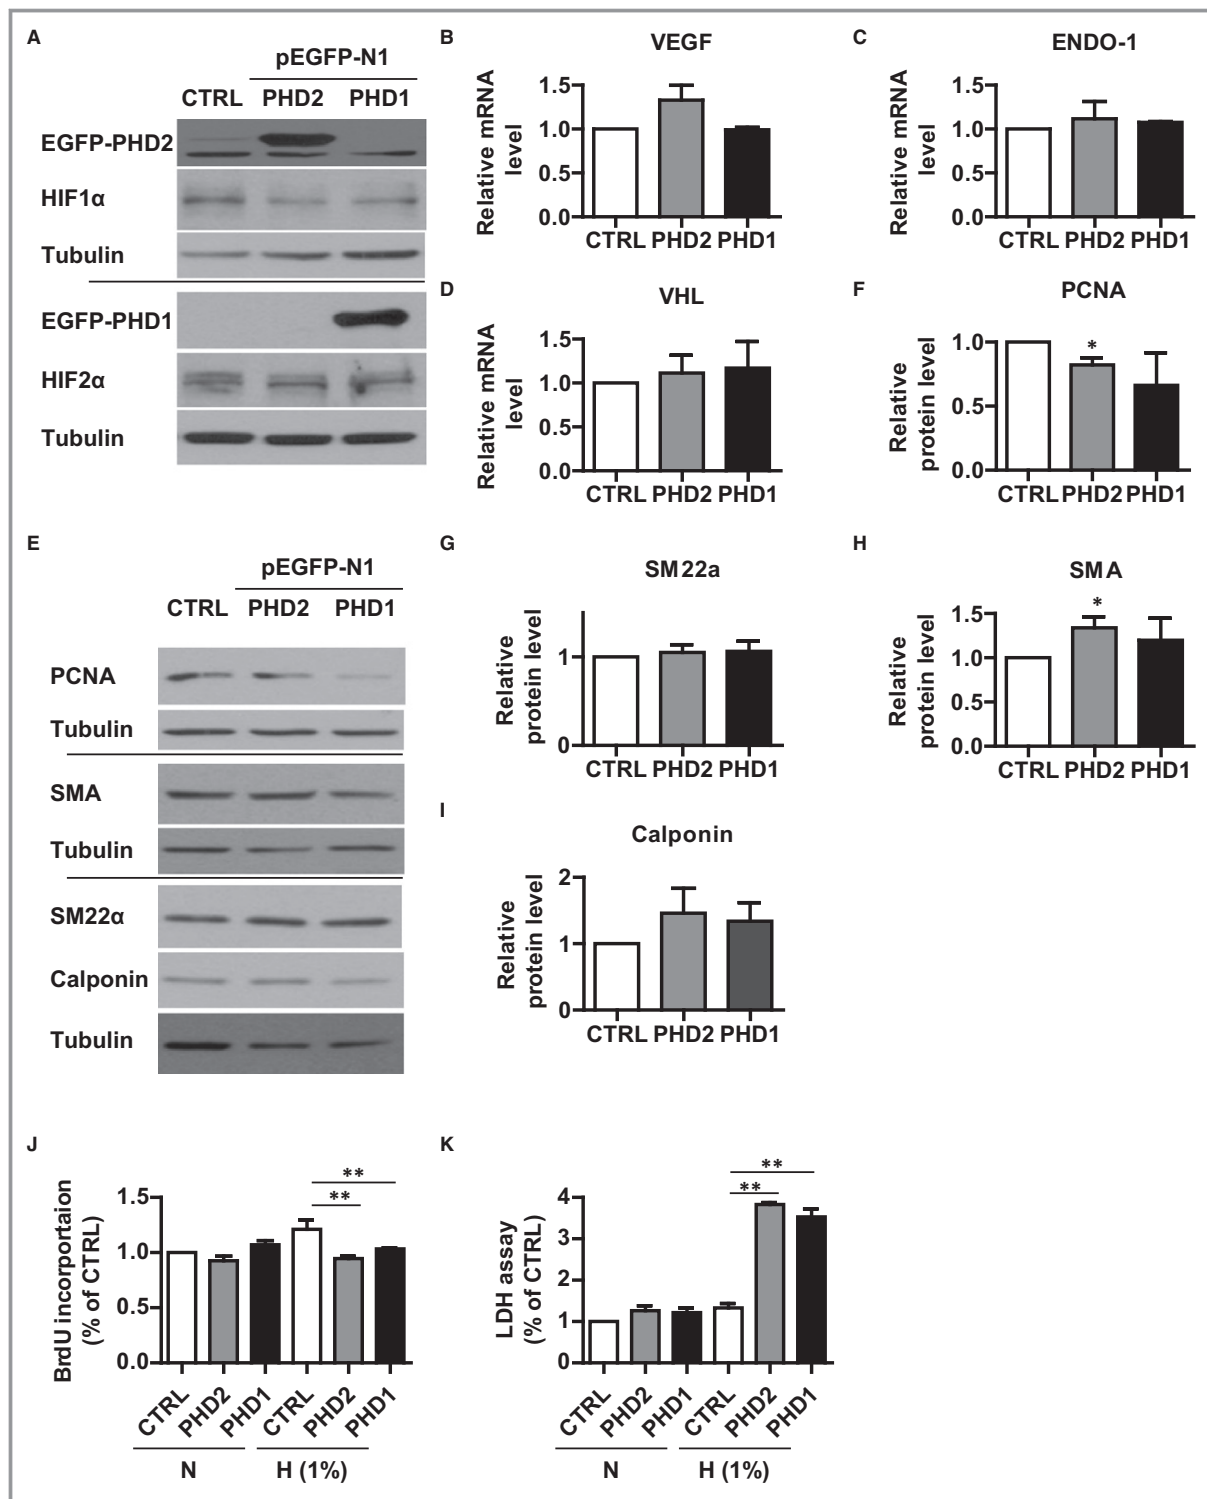 A
pEGFP-N1
CTRL PHD2 PHD1
EGFP-PHD2
HIF1α
Tubulin
EGFP-PHD1
HIF2α
Tubulin
B
VEGF
Relative mRNA
level
1.5
1.0
0.5
0.0
CTRL PHD2 PHD1
C
ENDO-1
Relative mRNA
level
1.5
1.0
0.5
0.0
CTRL PHD2 PHD1
D
VHL
Relative mRNA
level
1.5
1.0
0.5
0.0
CTRL PHD2 PHD1
F
PCNA
Relative
protein level
1.0
0.5
0.0
*
CTRL PHD2 PHD1
E
pEGFP-N1
CTRL PHD2 PHD1
PCNA
Tubulin
SMA
Tubulin
SM22α
Calponin
Tubulin
G
SM22a
Relative
protein level
1
0
CTRL PHD2 PHD1
H
SMA
Relative
protein level
1.5
1.0
0.5
0.0
*
CTRL PHD2 PHD1
I
Calponin
Relative
protein level
2
1
0
CTRL PHD2 PHD1
J
BrdU incorportaion
(% of CTRL)
1.5
1.0
0.5
0.0
**
**
CTRL PHD2 PHD1 CTRL PHD2 PHD1
N H (1%)
K
LDH assay
(% of CTRL)
4
3
2
1
0
**
**
CTRL PHD2 PHD1 CTRL PHD2 PHD1
N H (1%)